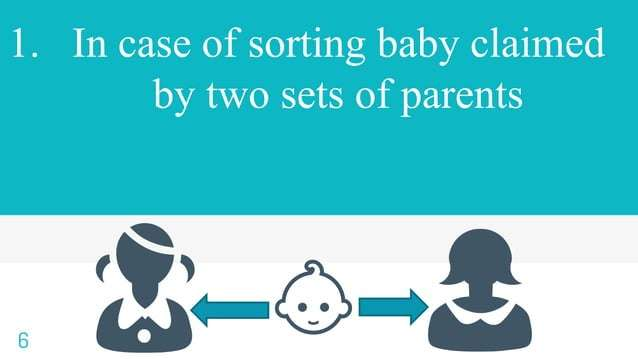 1. In case of sorting baby claimed
by two sets of parents
6